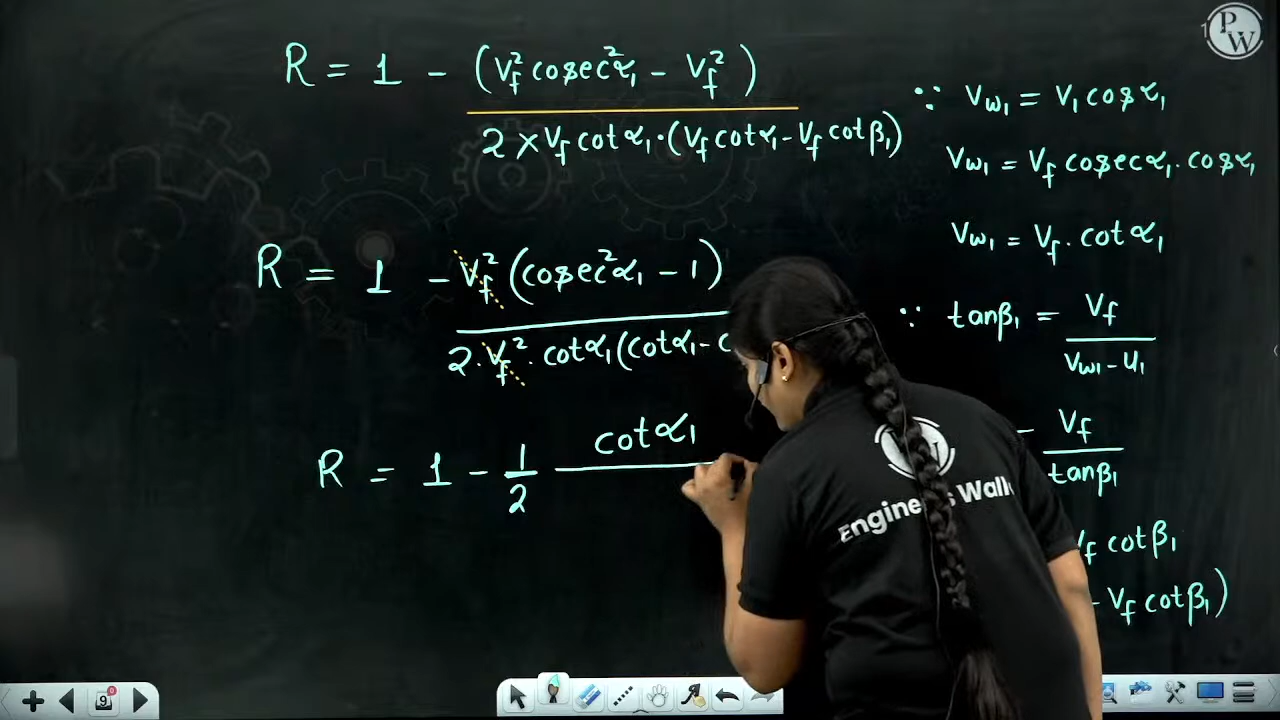 R = 1 - (V_f² cosec²α₁ - V_f²)
2 × V_f cot α₁ · (V_f cot α₁ - V_f cot β₁)
R = 1 - V_f² (cosec²α₁ - 1)
2 · V_f² · cot α₁ (cot α₁ - c
R = 1 - 1/2 cot α₁
∵ V_w₁ = V₁ cos α₁
V_w₁ = V_f cosec α₁ . cos α₁
V_w₁ = V_f . cot α₁
∵ tan β₁ = V_f / V_w₁ - u₁
- V_f / tan β₁
V_f cot β₁
- V_f cot β₁)
PW
Engine s Wall
9